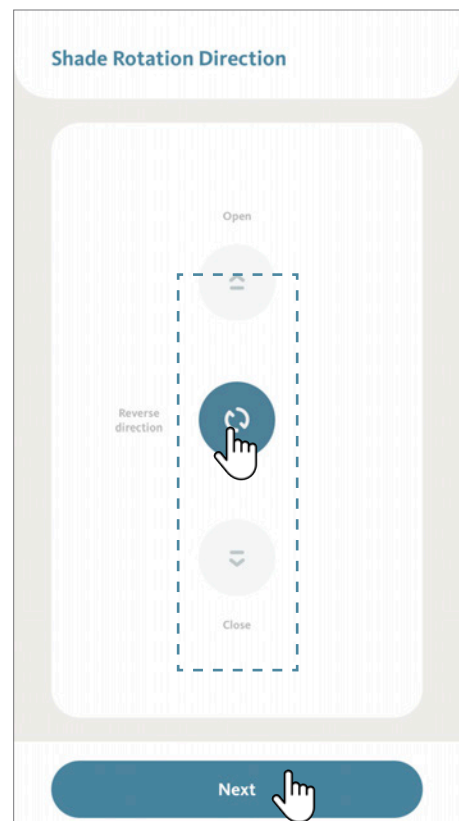 Shade Rotation Direction
Open
Reverse
direction
Close
Next